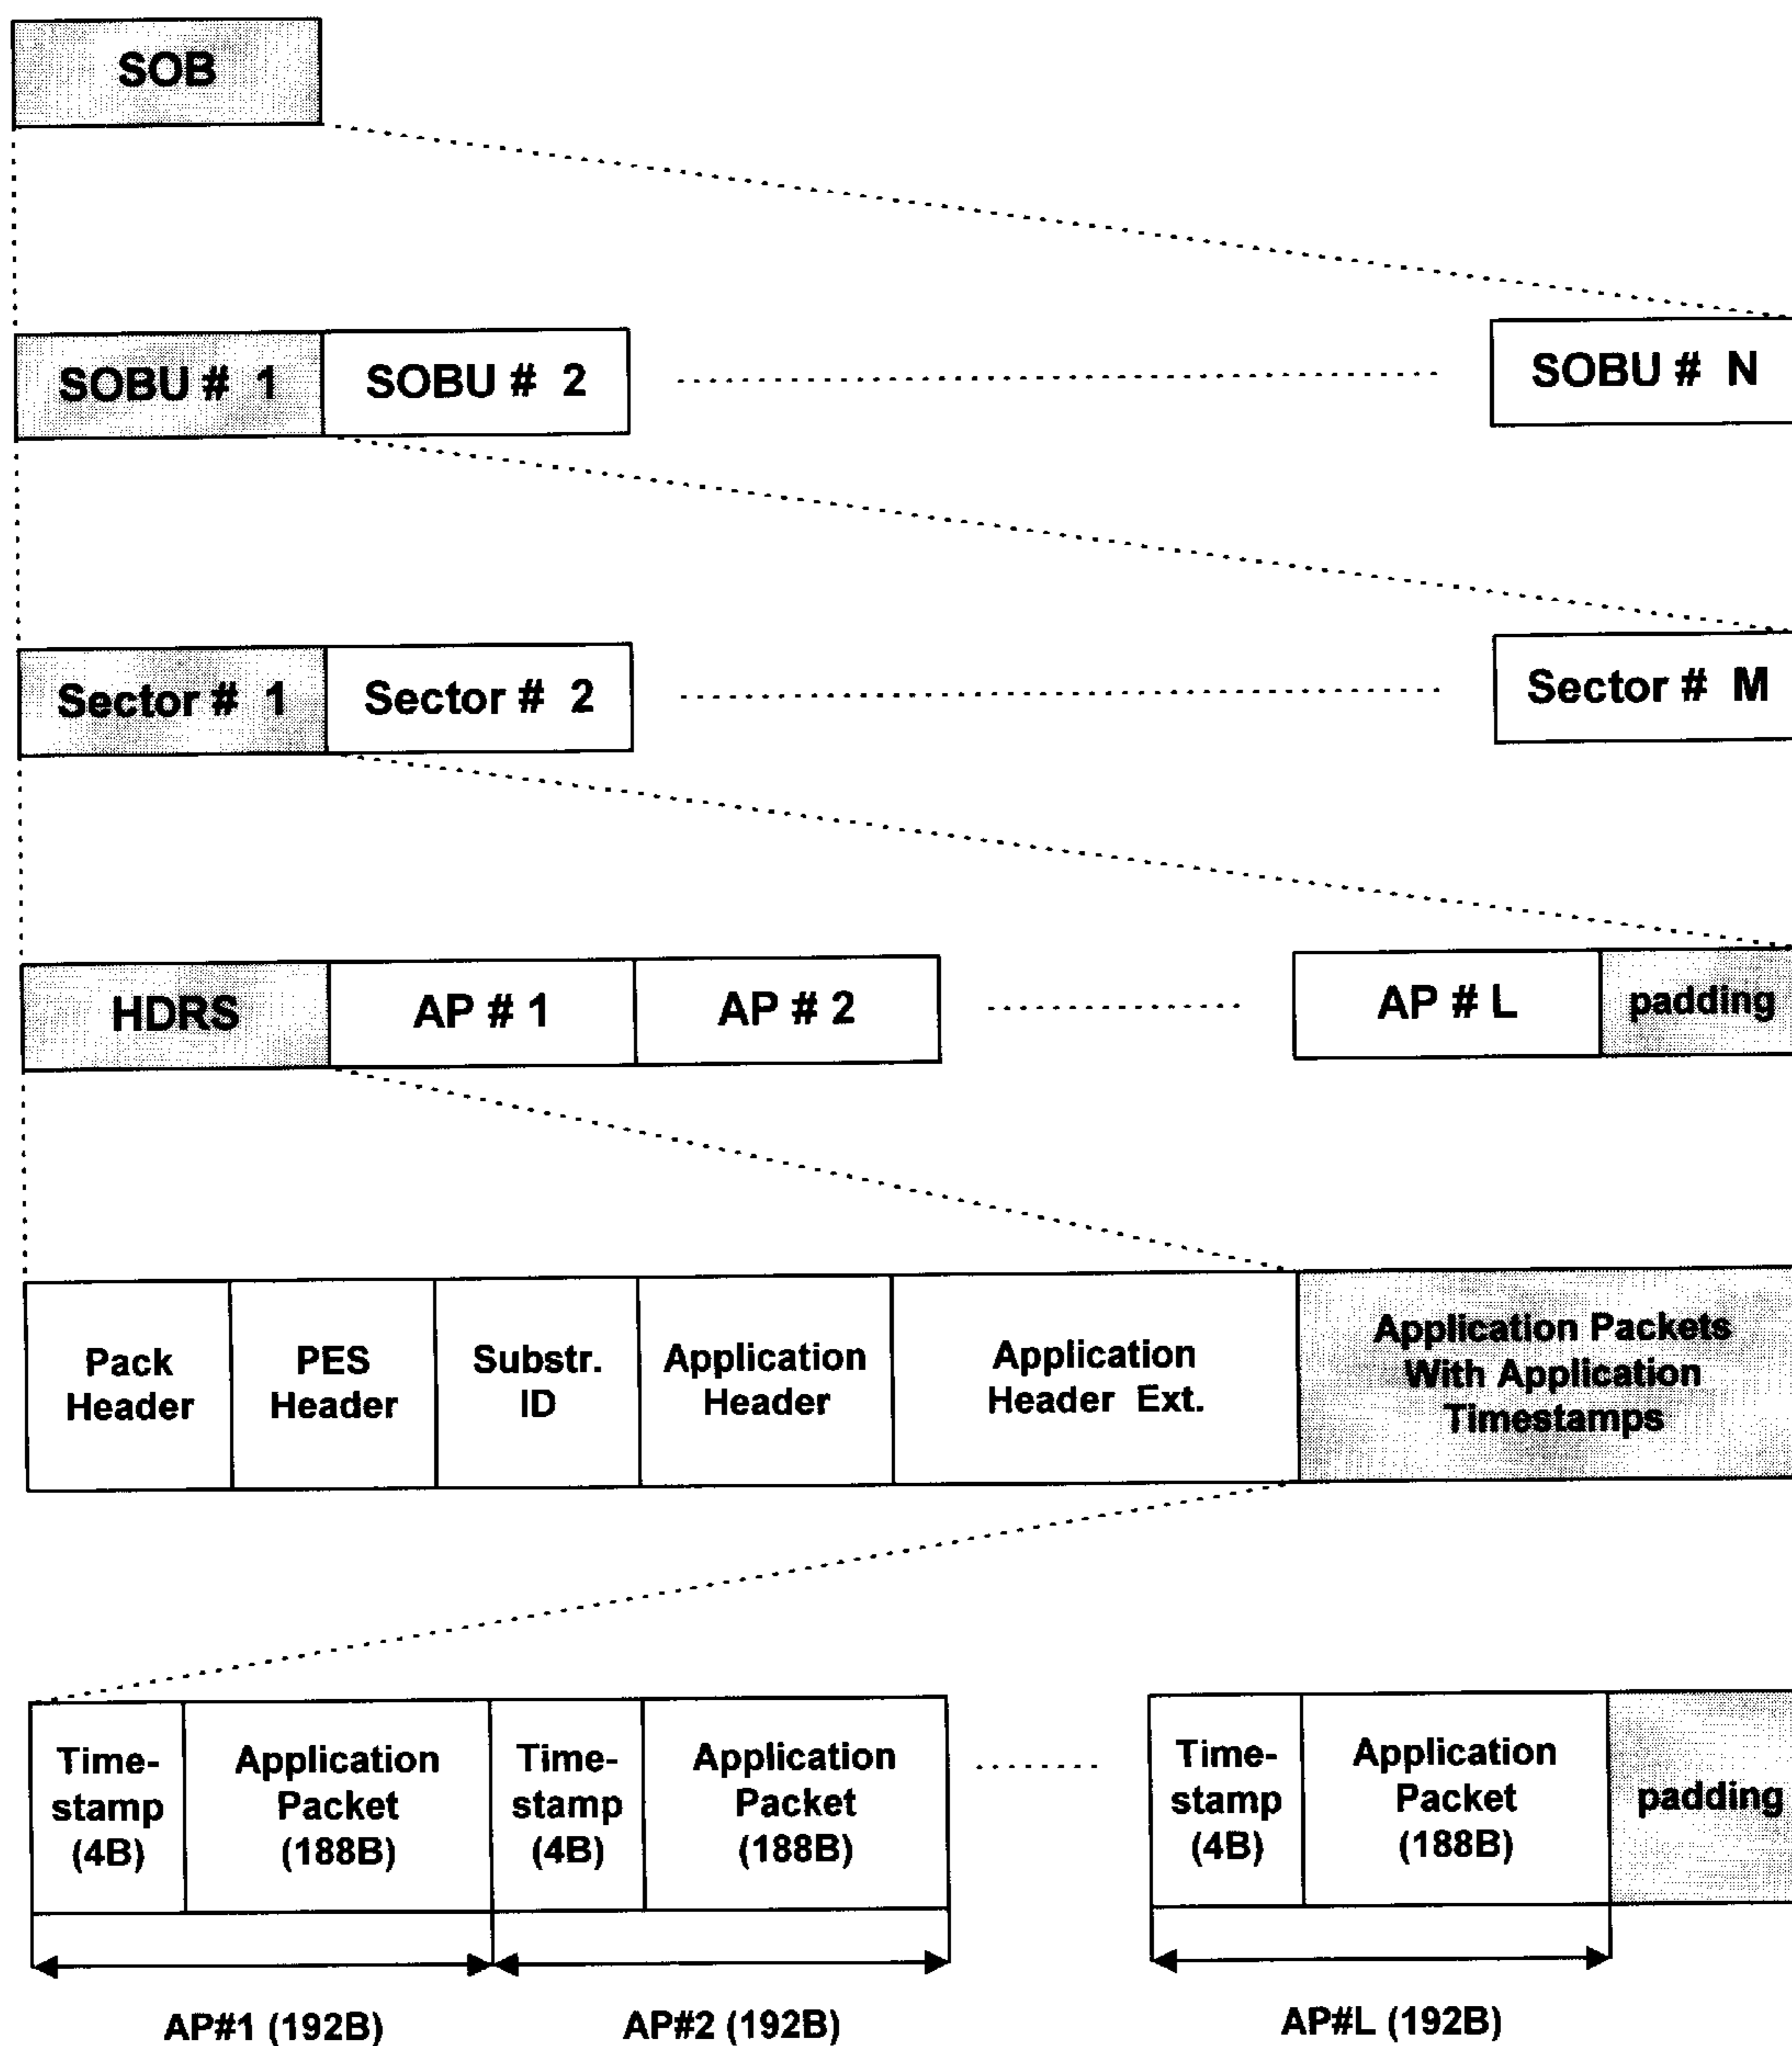 SOB
SOBU # 1 SOBU # 2 SOBU # N
Sector # 1 Sector # 2 Sector # M
HDRS AP # 1 AP # 2 AP # L padding
Pack
Header
PES
Header
Substr.
ID
Application
Header
Application
Header Ext.
Application Packets
With Application
Timestamps
Time-
stamp
(4B)
Application
Packet
(188B)
Time-
stamp
(4B)
Application
Packet
(188B)
Time-
stamp
(4B)
Application
Packet
(188B)
padding
AP#1 (192B) AP#2 (192B) AP#L (192B)